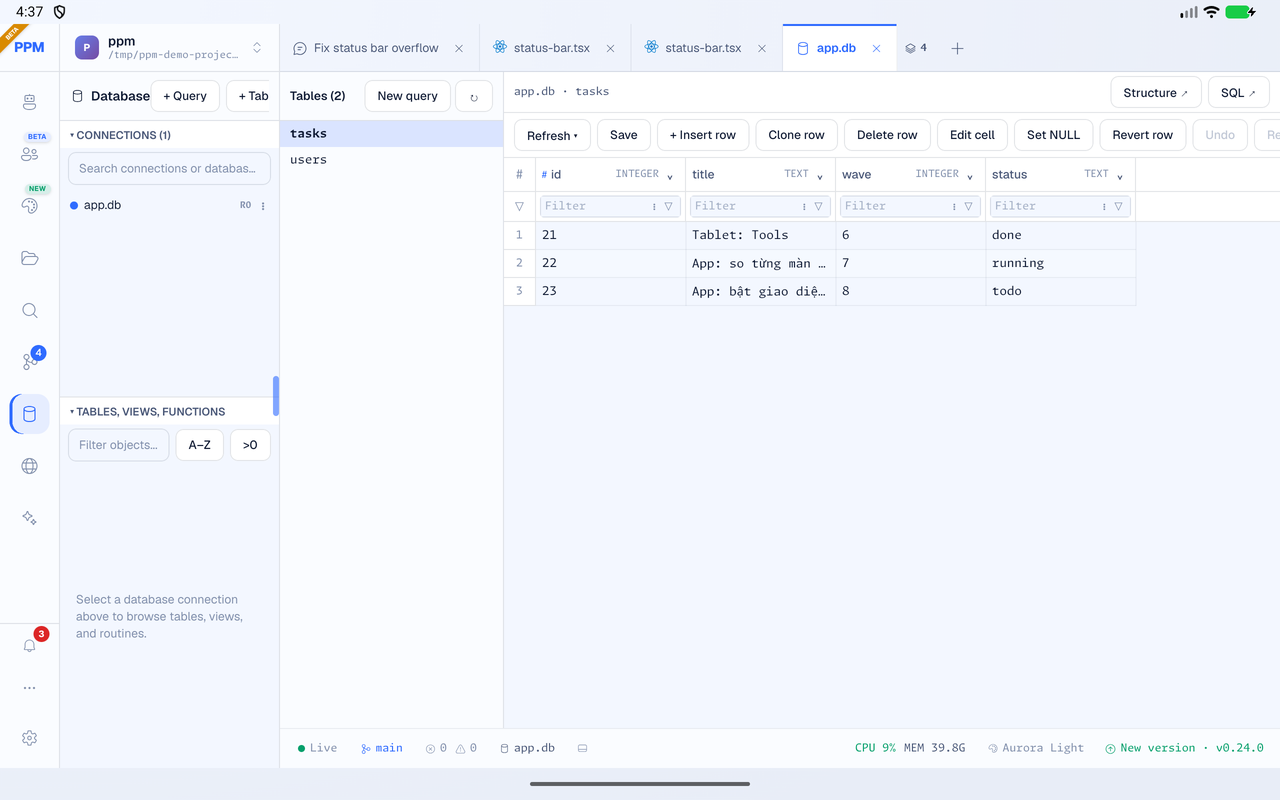 4:37
BETA
PPM
P
ppm
/tmp/ppm-demo-projec…
Fix status bar overflow
status-bar.tsx
status-bar.tsx
app.db
4
Database
+ Query
+ Tab
Tables (2)
New query
app.db · tasks
Structure
SQL
CONNECTIONS (1)
Search connections or databas…
app.db
RO
tasks
users
Refresh
Save
+ Insert row
Clone row
Delete row
Edit cell
Set NULL
Revert row
Undo
Re
# # id INTEGER title TEXT wave INTEGER status TEXT
Filter Filter Filter Filter
1 21 Tablet: Tools 6 done
2 22 App: so từng màn … 7 running
3 23 App: bật giao diệ… 8 todo
BETA
NEW
4
3
TABLES, VIEWS, FUNCTIONS
Filter objects…
A–Z
>0
Select a database connection
above to browse tables, views,
and routines.
Live
main
0
0
app.db
CPU 9% MEM 39.8G
Aurora Light
New version · v0.24.0